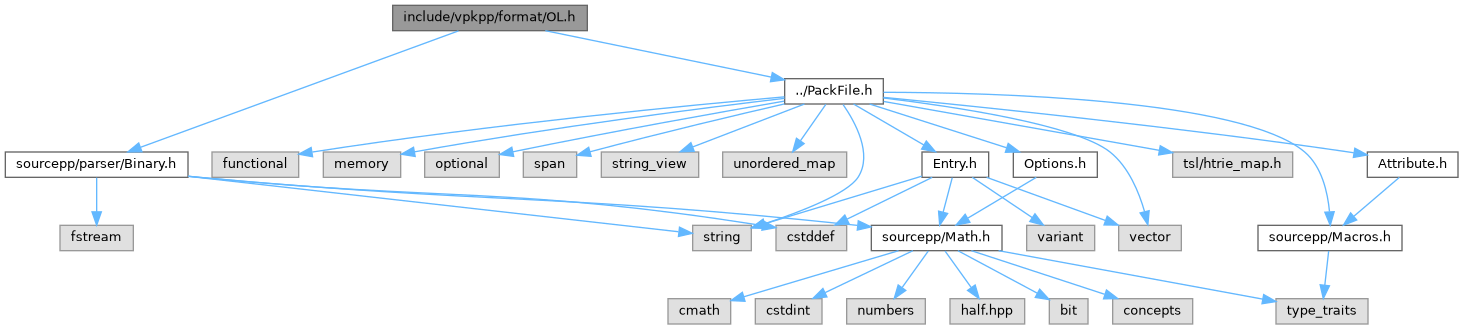 include/vpkpp/format/OL.h
../PackFile.h
sourcepp/parser/Binary.h
functional
memory
optional
span
string_view
unordered_map
Entry.h
Options.h
tsl/htrie_map.h
Attribute.h
fstream
string
cstddef
sourcepp/Math.h
variant
vector
sourcepp/Macros.h
cmath
cstdint
numbers
half.hpp
bit
concepts
type_traits